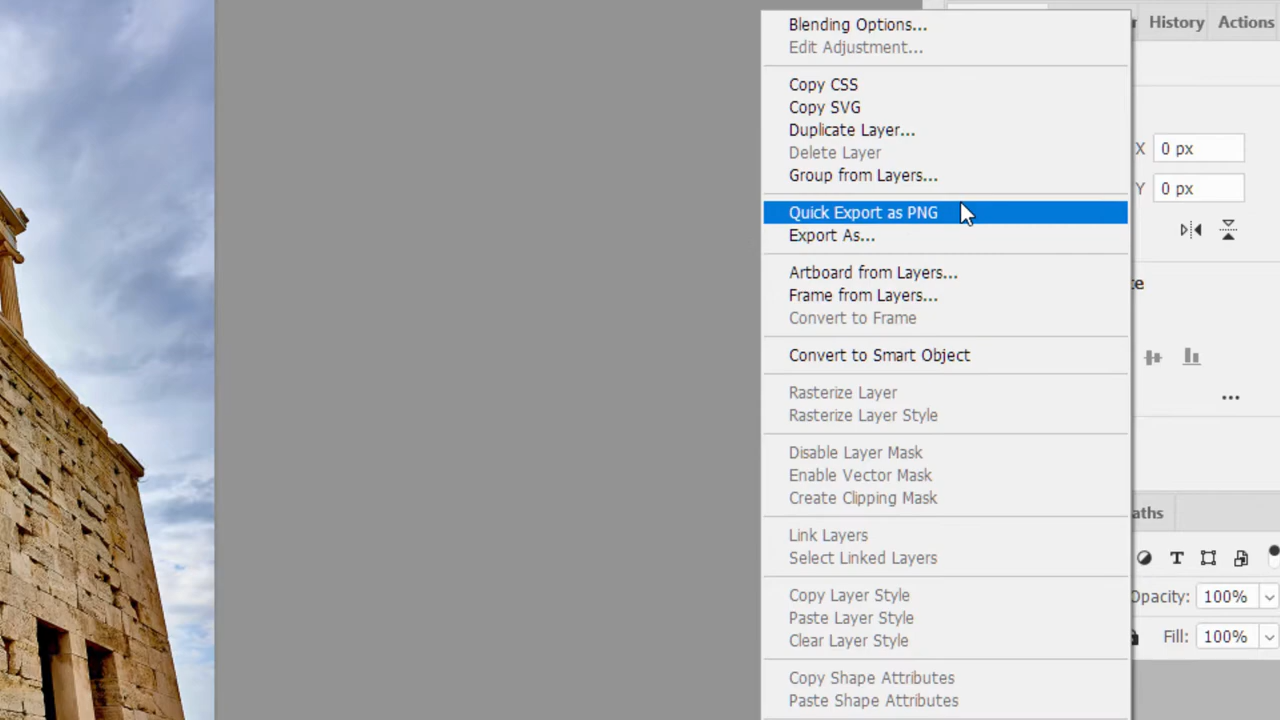 Blending Options...
Edit Adjustment...
Copy CSS
Copy SVG
Duplicate Layer...
Delete Layer
Group from Layers...
Quick Export as PNG
Export As...
Artboard from Layers...
Frame from Layers...
Convert to Frame
Convert to Smart Object
Rasterize Layer
Rasterize Layer Style
Disable Layer Mask
Enable Vector Mask
Create Clipping Mask
Link Layers
Select Linked Layers
Copy Layer Style
Paste Layer Style
Clear Layer Style
Copy Shape Attributes
Paste Shape Attributes
History Actions
X 0 px
Y 0 px
Opacity: 100%
Fill: 100%